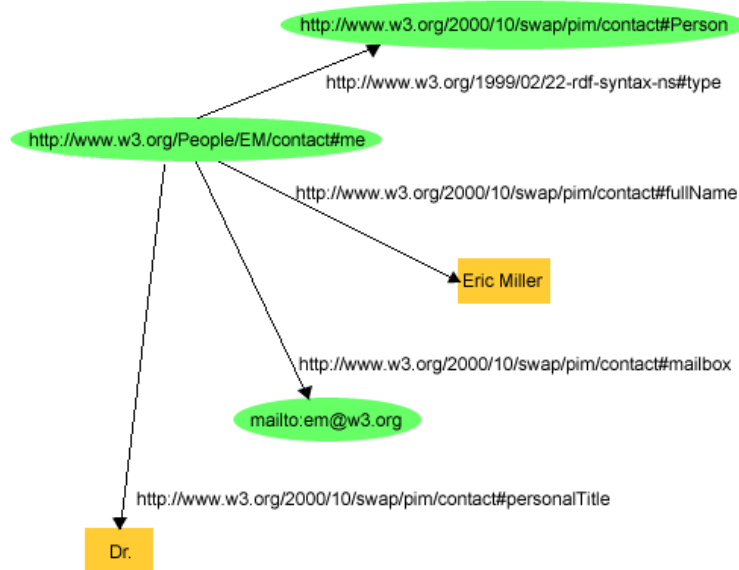 http://www.w3.org/2000/10/swap/pim/contact#Person
http://www.w3.org/1999/02/22-rdf-syntax-ns#type
http://www.w3.org/People/EM/contact#me
http://www.w3.org/2000/10/swap/pim/contact#fullName
Eric Miller
http://www.w3.org/2000/10/swap/pim/contact#mailbox
mailto:em@w3.org
http://www.w3.org/2000/10/swap/pim/contact#personalTitle
Dr.